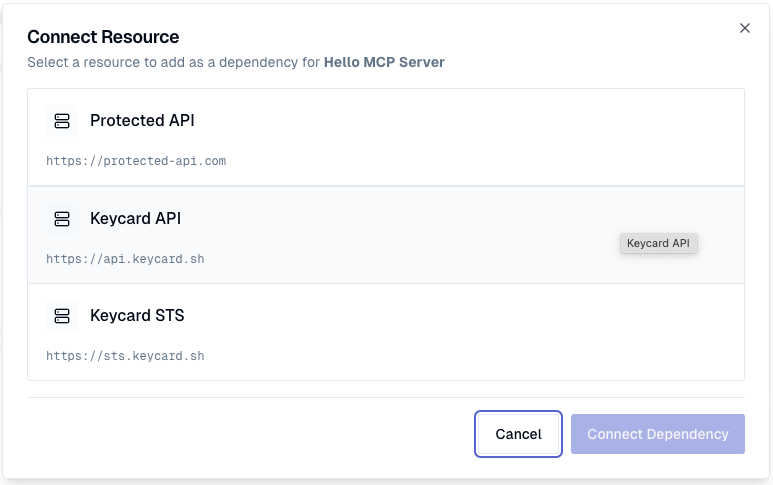 Connect Resource
Select a resource to add as a dependency for Hello MCP Server
Protected API
https://protected-api.com
Keycard API
Keycard API
https://api.keycard.sh
Keycard STS
https://sts.keycard.sh
Cancel
Connect Dependency